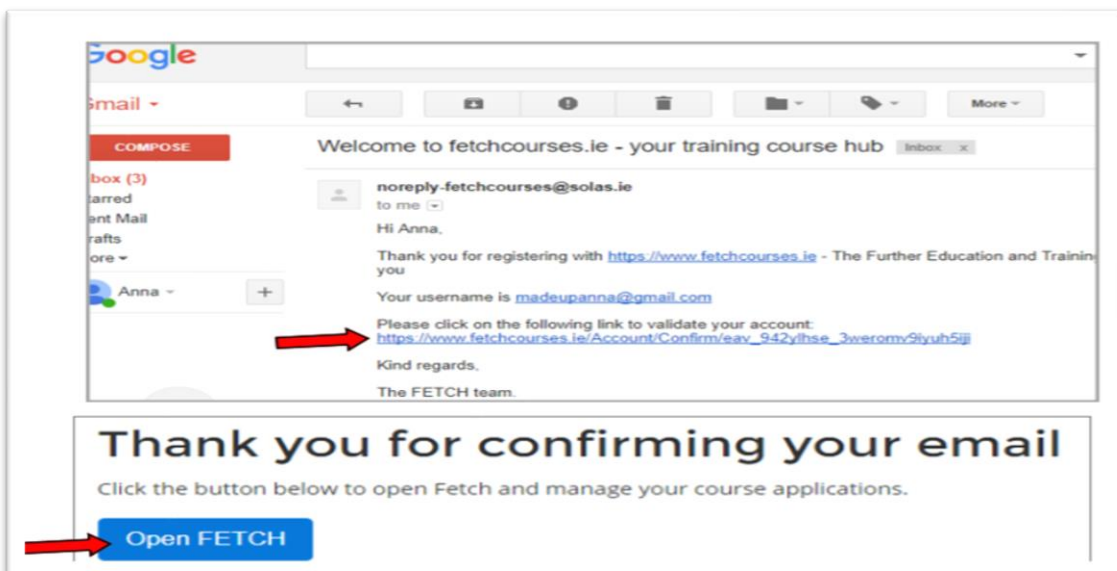 Google
Gmail
More
COMPOSE
Welcome to fetchcourses.ie - your training course hub Inbox x
nbox (3)
tarred
ent Mail
rafts
ore
noreply-fetchcourses@solas.ie
to me
Hi Anna,
Thank you for registering with https://www.fetchcourses.ie - The Further Education and Training
you
Anna
Your username is madeupanna@gmail.com
Please click on the following link to validate your account:
https://www.fetchcourses.ie/Account/Confirm/
Kind regards,
The FETCH team.
Thank you for confirming your email
Click the button below to open Fetch and manage your course applications.
Open FETCH